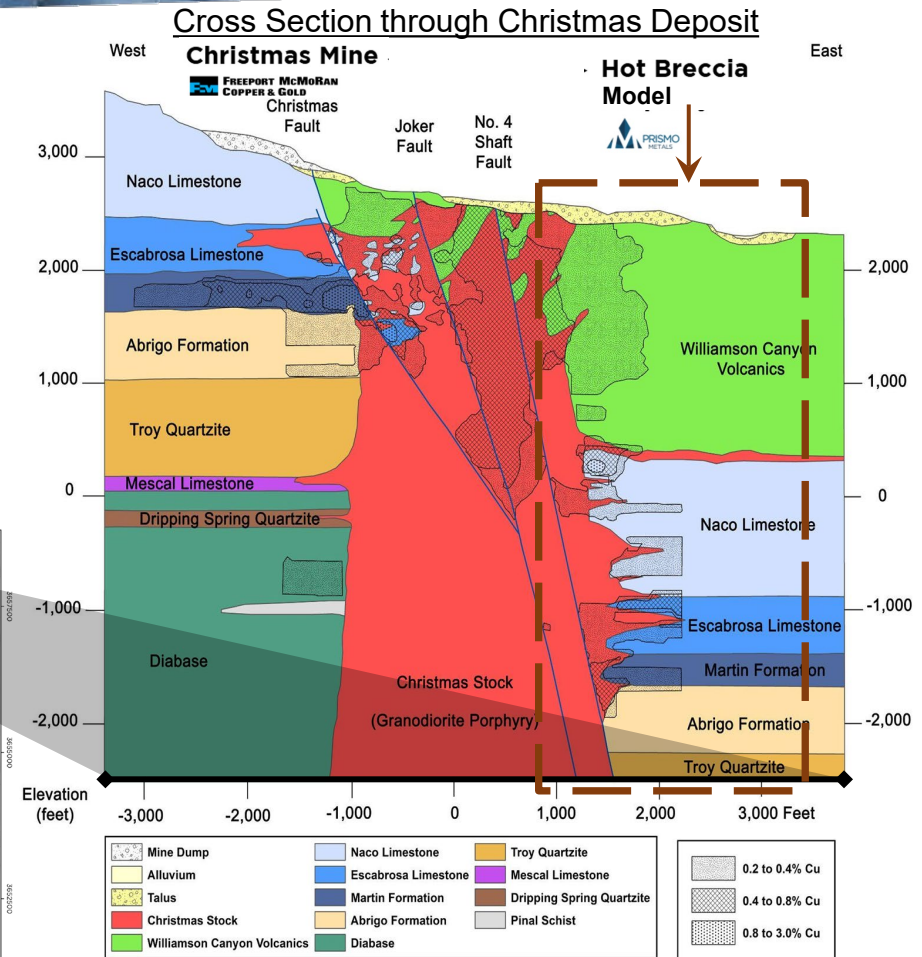 Cross Section through Christmas Deposit
West
Christmas Mine
East
FREEPORT MCMORAN
COPPER & GOLD
Hot Breccia
Model
PRISMO
METALS
Christmas
Fault
Joker
Fault
No. 4
Shaft
Fault
3,000
Naco Limestone
Escabrosa Limestone
2,000
2,000
Abrigo Formation
Williamson Canyon
Volcanics
1,000
1,000
Troy Quartzite
Mescal Limestone
0
0
Dripping Spring Quartzite
Naco Limestone
-1,000
-1,000
Escabrosa Limestone
Diabase
Martin Formation
Christmas Stock
(Granodiorite Porphyry)
Abrigo Formation
-2,000
-2,000
Troy Quartzite
Elevation
(feet)
-3,000
-2,000
-1,000
0
1,000
2,000
3,000 Feet
Mine Dump
Alluvium
Talus
Christmas Stock
Williamson Canyon Volcanics
Naco Limestone
Escabrosa Limestone
Martin Formation
Abrigo Formation
Diabase
Troy Quartzite
Mescal Limestone
Dripping Spring Quartzite
Pinal Schist
0.2 to 0.4% Cu
0.4 to 0.8% Cu
0.8 to 3.0% Cu
3657500
3655000
3652500